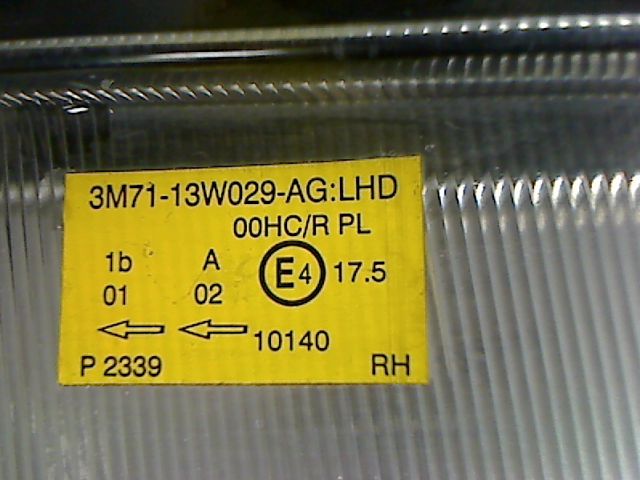 3M71-13W029-AG:LHD
00HC/R PL
1b A E4 17.5
01 02
10140
P 2339 RH